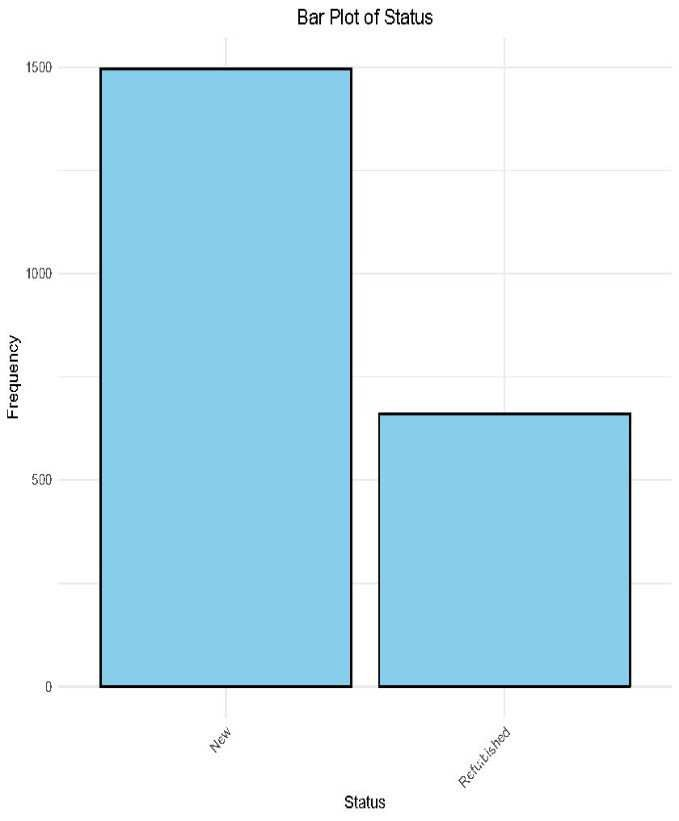 Bar Plot of Status
1500
1000
500
0
Frequency
New
Refurbished
Status